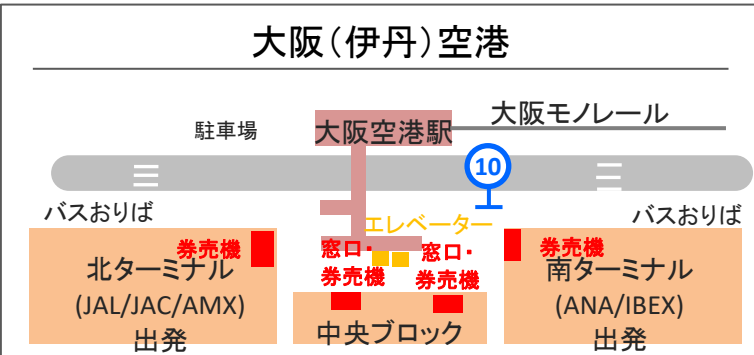 大阪(伊丹)空港
大阪モノレール
駐車場
大阪空港駅
10
バスおりば
バスおりば
エレベーター
券売機
窓口・
券売機
窓口・
券売機
券売機
北ターミナル
(JAL/JAC/AMX)
出発
中央ブロック
南ターミナル
(ANA/IBEX)
出発